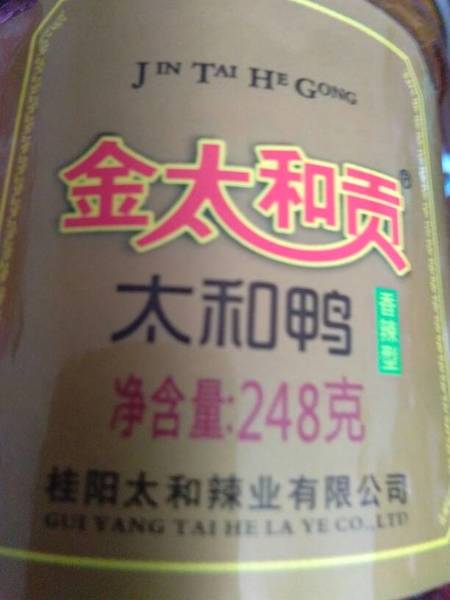 JIN TAI HE GONG
金太和贡®
太和鸭
香辣型
净含量:248克
桂阳太和辣业有限公司
GUI YANG TAI HE LA YE CO.,LTD